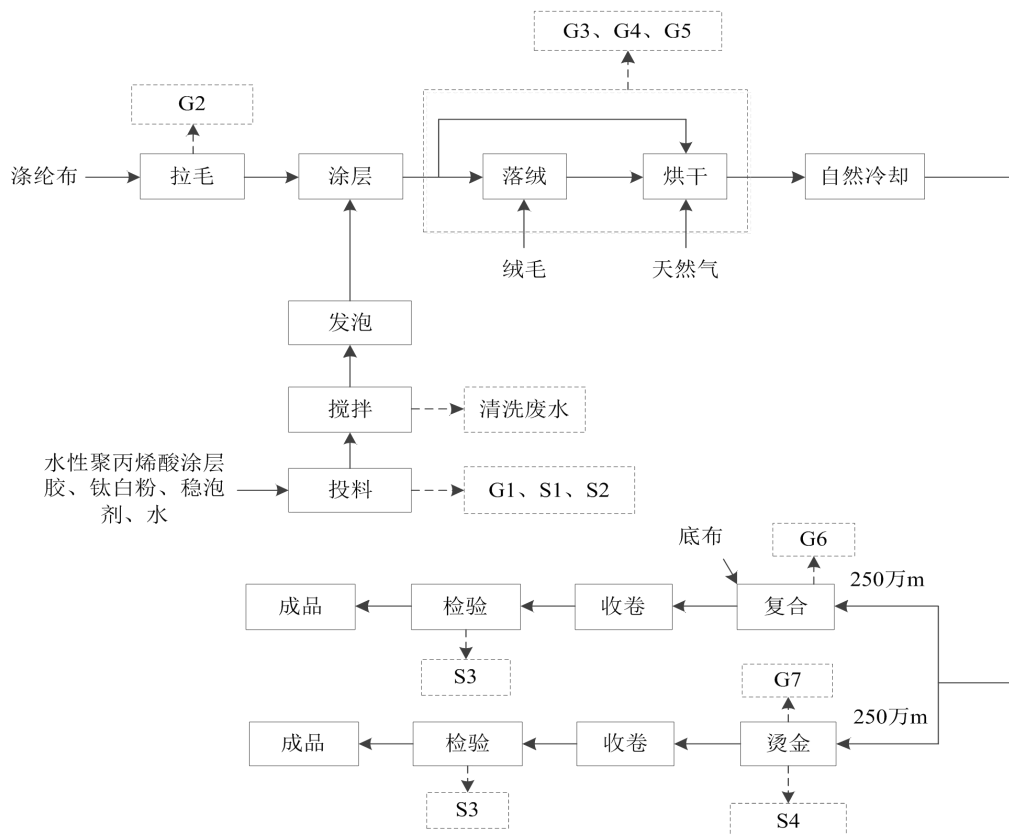 G3、G4、G5
G2
涤纶布
拉毛
涂层
落绒
烘干
自然冷却
绒毛
天然气
发泡
搅拌
清洗废水
水性聚丙烯酸涂层
胶、钛白粉、稳泡
剂、水
投料
G1、S1、S2
底布
G6
250万m
成品
检验
收卷
复合
S3
G7
250万m
成品
检验
收卷
烫金
S3
S4